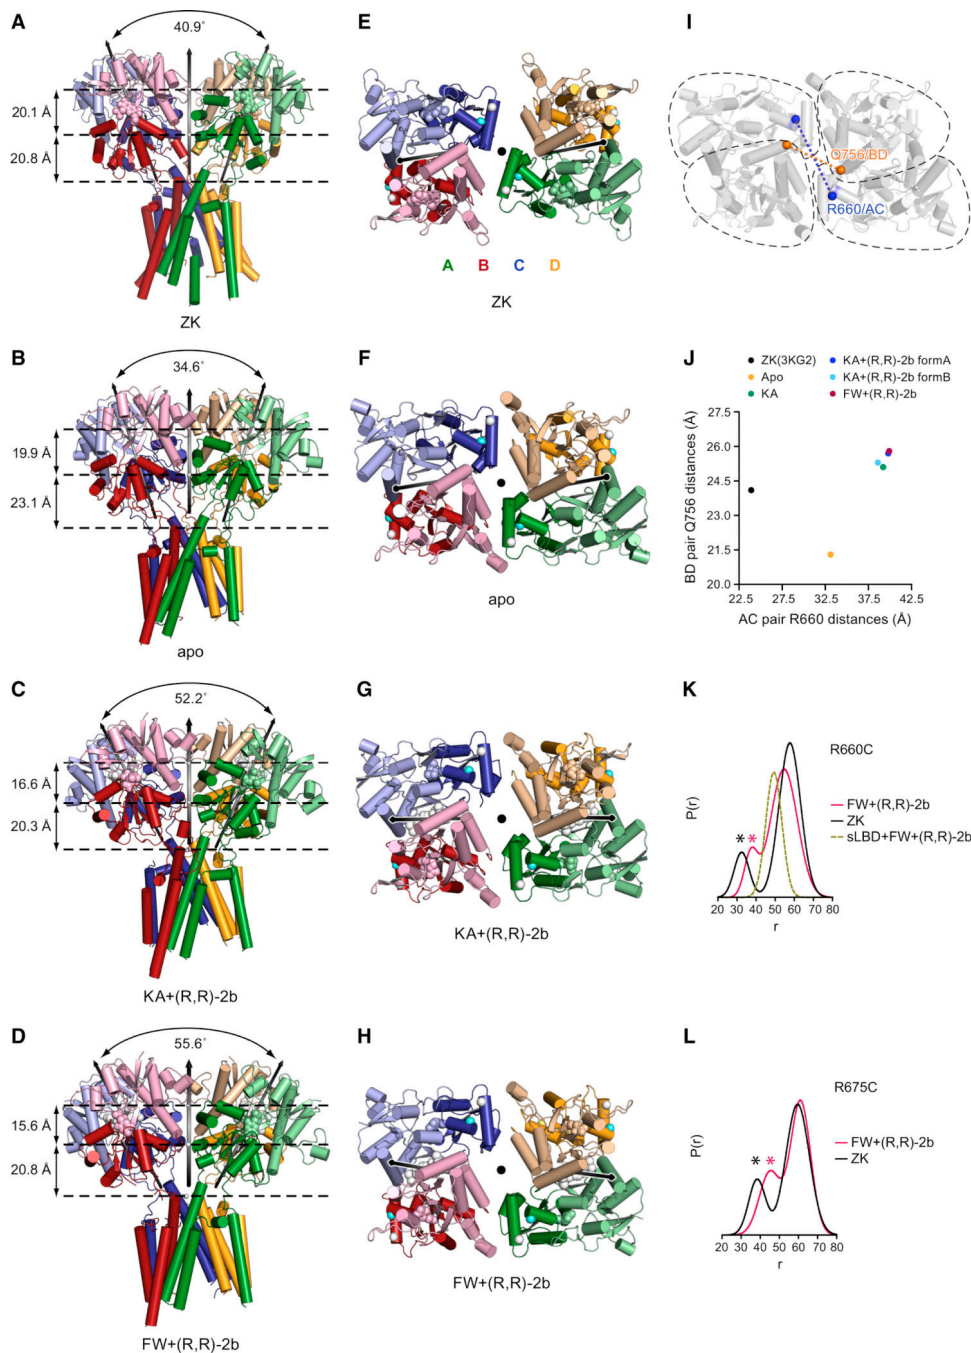 A
40.9°
20.1 Å
20.8 Å
ZK
B
34.6°
19.9 Å
23.1 Å
apo
C
52.2°
16.6 Å
20.3 Å
KA+(R,R)-2b
D
55.6°
15.6 Å
20.8 Å
FW+(R,R)-2b
E
A B C D
ZK
F
apo
G
KA+(R,R)-2b
H
FW+(R,R)-2b
I
Q756/BD
R660/AC
J
ZK(3KG2)
Apo
KA
KA+(R,R)-2b formA
KA+(R,R)-2b formB
FW+(R,R)-2b
BD pair Q756 distances (Å)
27.5
26.0
24.5
23.0
21.5
20.0
22.5 27.5 32.5 37.5 42.5
AC pair R660 distances (Å)
K
R660C
P(r)
FW+(R,R)-2b
ZK
sLBD+FW+(R,R)-2b
* *
20 30 40 50 60 70 80
r
L
R675C
P(r)
FW+(R,R)-2b
ZK
* *
20 30 40 50 60 70 80
r